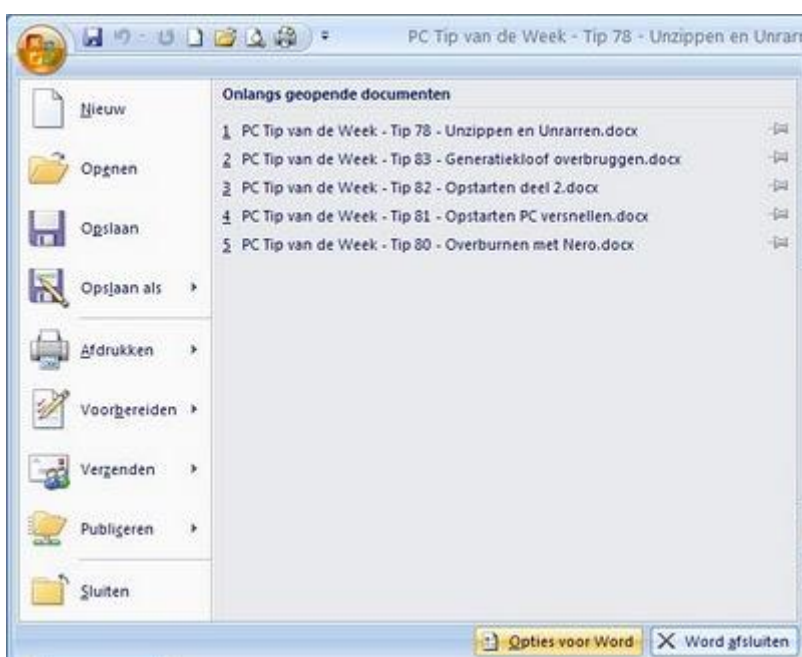 PC Tip van de Week - Tip 78 - Unzippen en Unrarr
Nieuw
Openen
Opslaan
Opslaan als
Afdrukken
Voorbereiden
Verzenden
Publiceren
Sluiten
Onlangs geopende documenten
1 PC Tip van de Week - Tip 78 - Unzippen en Unrarren.docx
2 PC Tip van de Week - Tip 83 - Generatiekloof overbruggen.docx
3 PC Tip van de Week - Tip 82 - Opstarten deel 2.docx
4 PC Tip van de Week - Tip 81 - Opstarten PC versnellen.docx
5 PC Tip van de Week - Tip 80 - Overburnen met Nero.docx
Opties voor Word
Word afsluiten